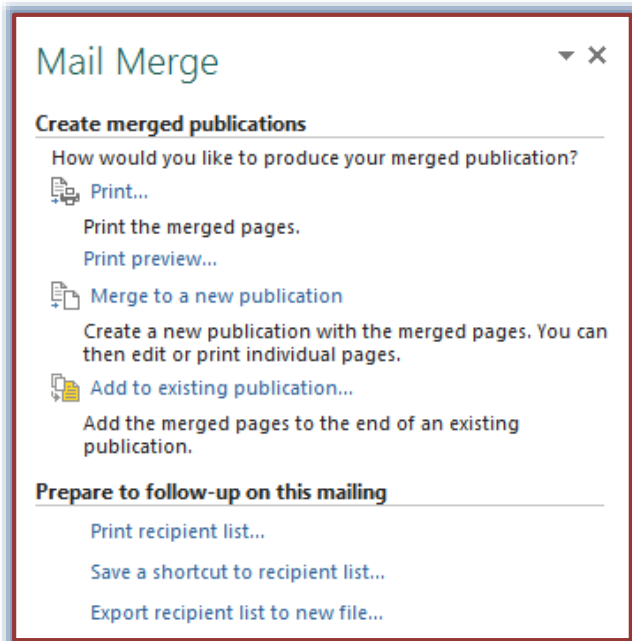 Mail Merge
Create merged publications
How would you like to produce your merged publication?
Print...
Print the merged pages.
Print preview...
Merge to a new publication
Create a new publication with the merged pages. You can
then edit or print individual pages.
Add to existing publication...
Add the merged pages to the end of an existing
publication.
Prepare to follow-up on this mailing
Print recipient list...
Save a shortcut to recipient list...
Export recipient list to new file...